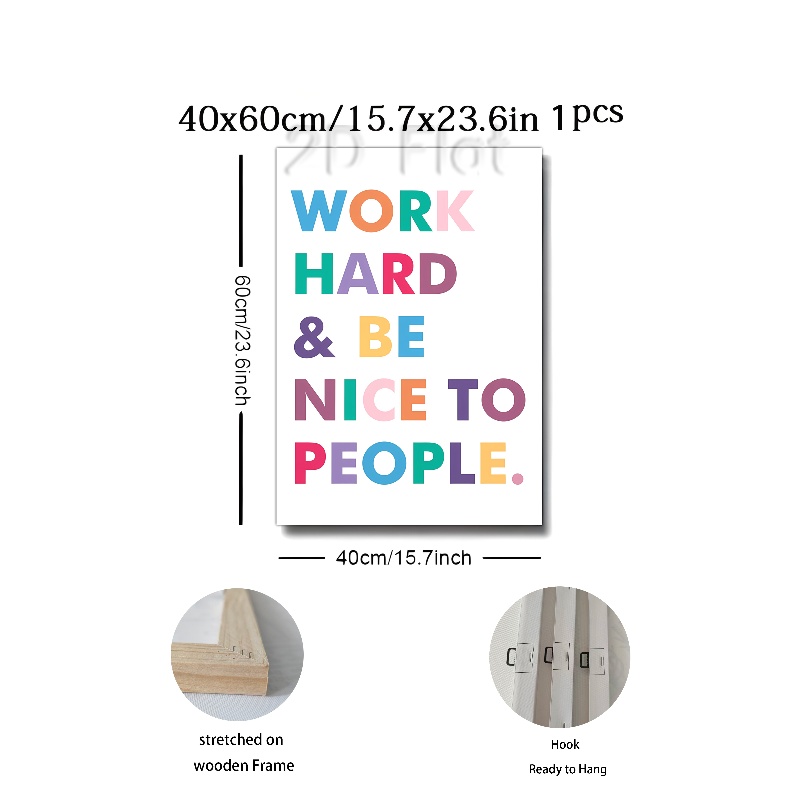 40x60cm/15.7x23.6in 1pcs
2D Flat
WORK
HARD
& BE
NICE TO
PEOPLE.
60cm/23.6inch
40cm/15.7inch
stretched on
wooden Frame
Hook
Ready to Hang